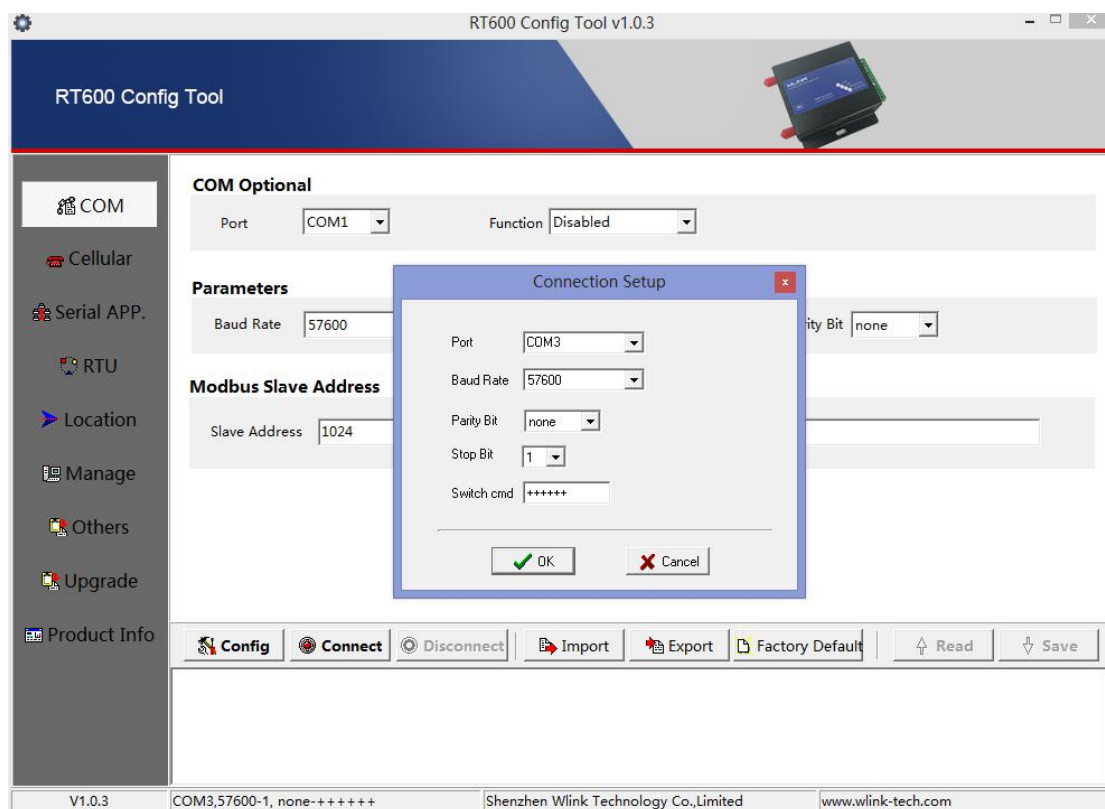 RT600 Config Tool v1.0.3
RT600 Config Tool
COM
Cellular
Serial APP.
RTU
Location
Manage
Others
Upgrade
Product Info
COM Optional
Port COM1 Function Disabled
Parameters
Baud Rate 57600 ity Bit none
Modbus Slave Address
Slave Address 1024
Connection Setup
Port COM3
Baud Rate 57600
Parity Bit none
Stop Bit 1
Switch cmd ++++++
OK Cancel
Config Connect Disconnect Import Export Factory Default Read Save
V1.0.3 COM3,57600-1, none-++++++ Shenzhen Wlink Technology Co.,Limited www.wlink-tech.com